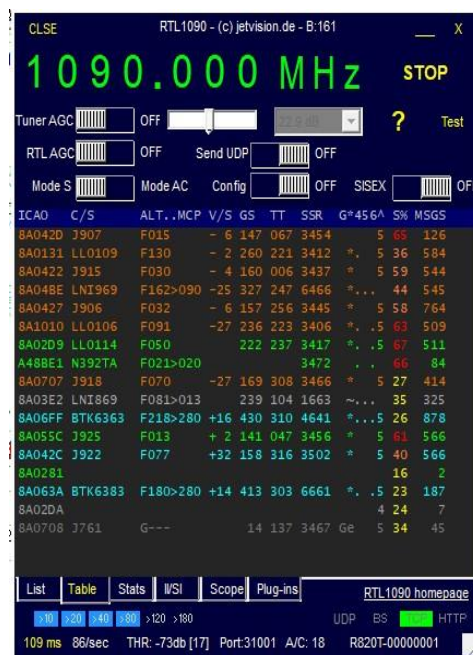 CLSE RTL1090 - (c) jetvision.de - B:161 __ X
1090.000 MHz STOP
Tuner AGC OFF 22.9 dB ? Test
RTL AGC OFF Send UDP OFF
Mode S Mode AC Config OFF SISEX OF
ICAO C/S ALT..MCP V/S GS TT SSR G*456^ S% MSGS
8A042D J907 F015 - 6 147 067 3454 5 65 126
8A0131 LL0109 F130 - 2 260 221 3412 *. 5 36 584
8A0422 J915 F030 - 4 160 006 3437 * 5 59 544
8A04BE LNI969 F162>090 -25 327 247 6466 *... 44 545
8A0427 J906 F032 - 6 157 256 3445 * 5 58 764
8A1010 LL0106 F091 -27 236 223 3406 *. .5 63 509
8A02D9 LL0114 F050 222 237 3417 *. .5 67 511
A48BE1 N392TA F021>020 3472 . . 66 84
8A0707 J918 F070 -27 169 308 3466 * 5 27 414
8A03E2 LNI869 F081>013 239 104 1663 ~... 35 325
8A06FF BTK6363 F218>280 +16 430 310 4641 *...5 26 878
8A055C J925 F013 + 2 141 047 3456 * 5 61 566
8A042C J922 F077 +32 158 316 3502 * 5 40 566
8A0281 16 2
8A063A BTK6383 F180>280 +14 413 303 6661 *. .5 23 187
8A02DA 4 24 7
8A0708 J761 G--- 14 137 3467 Ge 5 34 45
List Table Stats I/SI Scope Plug-ins RTL1090 homepage
>10 >20 >40 >80 >120 >180 UDP BS TCP HTTP
109 ms 86/sec THR: -73db [17] Port:31001 A/C: 18 R820T-00000001